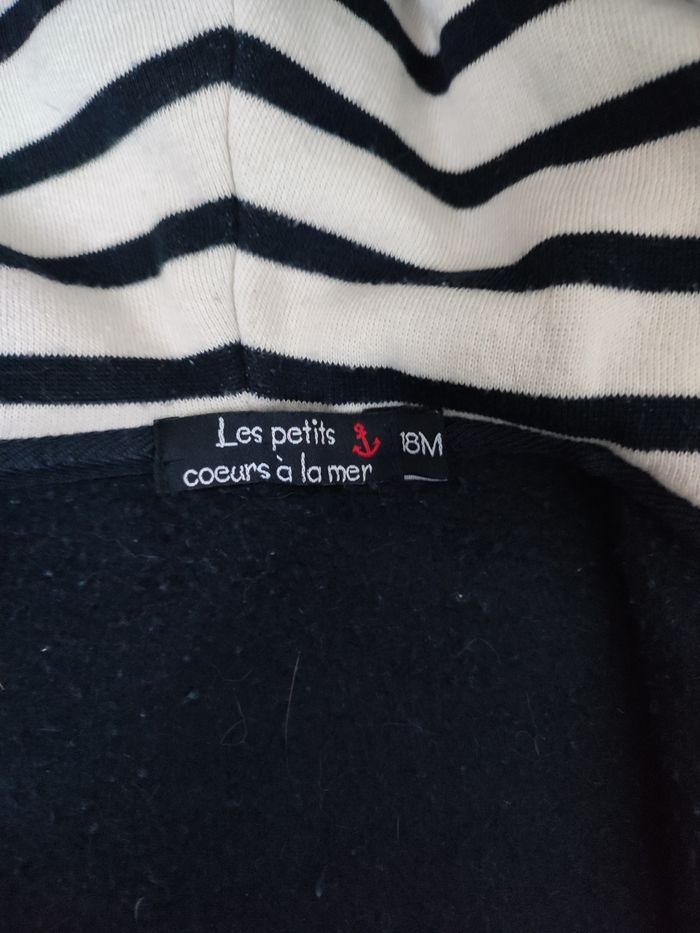 Les petits
coeurs à la mer
18M